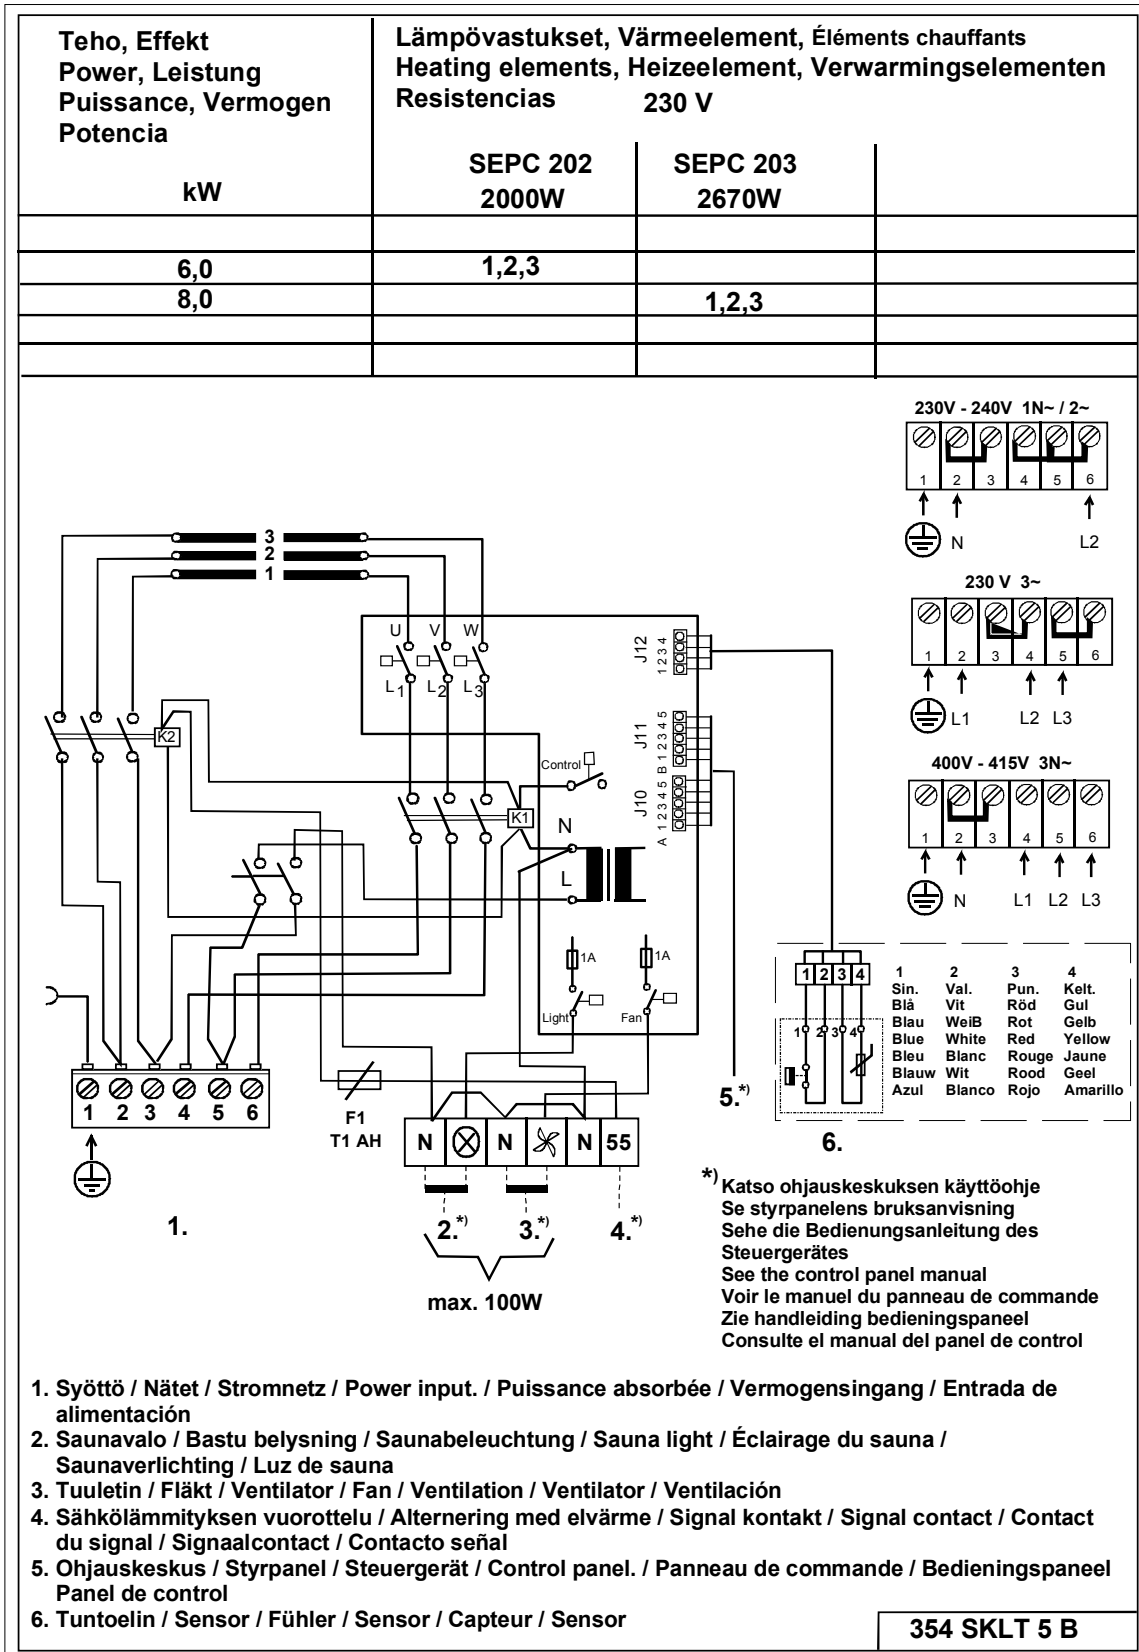 Teho, Effekt
Power, Leistung
Puissance, Vermogen
Potencia
kW
Lämpövastukset, Värmeelement, Éléments chauffants
Heating elements, Heizeelement, Verwarmingselementen
Resistencias 230 V
SEPC 202 SEPC 203
2000W 2670W
6,0 1,2,3
8,0 1,2,3
230V - 240V 1N~ / 2~
1 2 3 4 5 6
N L2
230 V 3~
1 2 3 4 5 6
L1 L2 L3
400V - 415V 3N~
1 2 3 4 5 6
N L1 L2 L3
3
2
1
U V W
L1 L2 L3
J12
1 2 3 4
K2
J11
B 1 2 3 4 5
Control
J10
A 1 2 3 4 5
K1
N
L
1A 1A
Light Fan
1 2 3 4 5 6
F1
T1 AH
N N N 55
1.
2.*) 3.*) 4.*)
max. 100W
5.*)
1 2 3 4
1 2 3 4
6.
1 2 3 4
Sin. Val. Pun. Kelt.
Blå Vit Röd Gul
Blau WeiB Rot Gelb
Blue White Red Yellow
Bleu Blanc Rouge Jaune
Blauw Wit Rood Geel
Azul Blanco Rojo Amarillo
*) Katso ohjauskeskuksen käyttöohje
Se styrpanelens bruksanvisning
Sehe die Bedienungsanleitung des
Steuergerätes
See the control panel manual
Voir le manuel du panneau de commande
Zie handleiding bedieningspaneel
Consulte el manual del panel de control
1. Syöttö / Nätet / Stromnetz / Power input. / Puissance absorbée / Vermogensingang / Entrada de
alimentación
2. Saunavalo / Bastu belysning / Saunabeleuchtung / Sauna light / Éclairage du sauna /
Saunaverlichting / Luz de sauna
3. Tuuletin / Fläkt / Ventilator / Fan / Ventilation / Ventilator / Ventilación
4. Sähkölämmityksen vuorottelu / Alternering med elvärme / Signal kontakt / Signal contact / Contact
du signal / Signaalcontact / Contacto señal
5. Ohjauskeskus / Styrpanel / Steuergerät / Control panel. / Panneau de commande / Bedieningspaneel
Panel de control
6. Tuntoelin / Sensor / Fühler / Sensor / Capteur / Sensor
354 SKLT 5 B